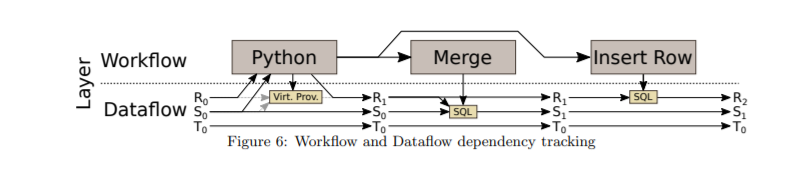 Layer
Workflow
Python
Merge
Insert Row
Dataflow
R₀
S₀
T₀
Virt. Prov.
R₁
S₀
T₀
SQL
R₁
S₁
T₀
SQL
R₂
S₁
T₀
Figure 6: Workflow and Dataflow dependency tracking